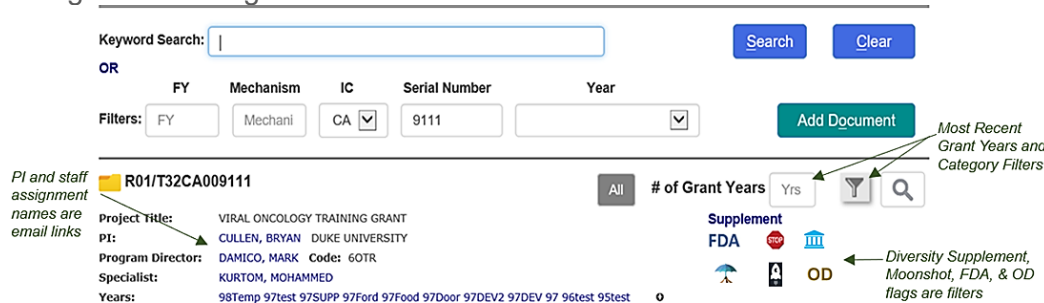 Keyword Search:
Search
Clear
OR
FY Mechanism IC Serial Number Year
Filters: FY Mechani CA 9111
Add Document
Most Recent
Grant Years and
Category Filters
PI and staff
assignment
names are
email links
R01/T32CA009111
All # of Grant Years Yrs
Project Title: VIRAL ONCOLOGY TRAINING GRANT
PI: CULLEN, BRYAN DUKE UNIVERSITY
Program Director: DAMICO, MARK Code: 6OTR
Specialist: KURTOM, MOHAMMED
Years: 98Temp 97test 97SUPP 97Ford 97Food 97Door 97DEV2 97DEV 97 96test 95test
Supplement
FDA STOP
OD
Diversity Supplement,
Moonshot, FDA, & OD
flags are filters